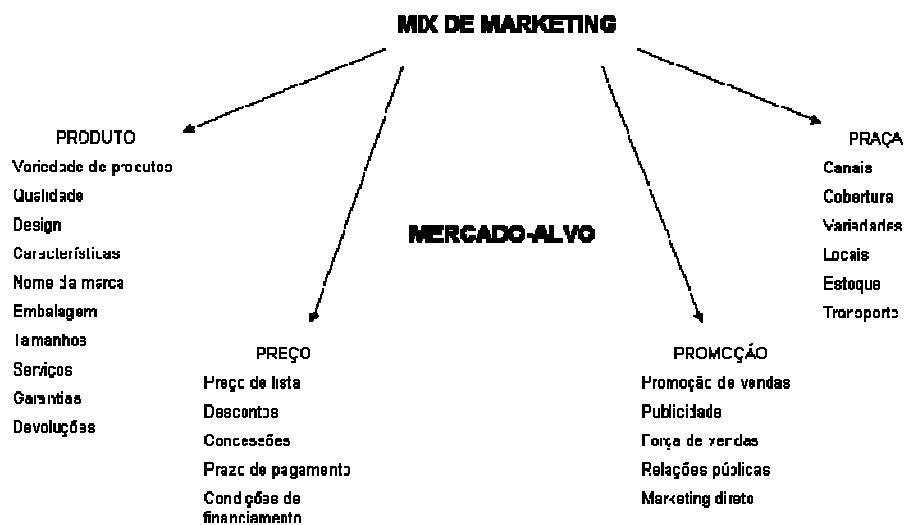 MIX DE MARKETING
PRODUTO
Variedade de produtos
Qualidade
Design
Características
Nome da marca
Embalagem
Tamanhos
Serviços
Garantias
Devoluções
MERCADO-ALVO
PREÇO
Preço de lista
Descontos
Concessões
Prazo de pagamento
Condições de
financiamento
PROMOÇÃO
Promoção de vendas
Publicidade
Força de vendas
Relações públicas
Marketing direto
PRAÇA
Canais
Cobertura
Variedades
Locais
Estoque
Transporte